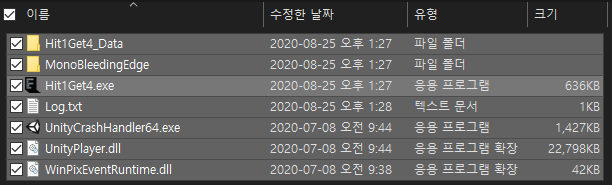 이름 수정한 날짜 유형 크기
Hit1Get4_Data 2020-08-25 오후 1:27 파일 폴더
MonoBleedingEdge 2020-08-25 오후 1:27 파일 폴더
Hit1Get4.exe 2020-08-25 오후 1:27 응용 프로그램 636KB
Log.txt 2020-08-25 오후 1:28 텍스트 문서 1KB
UnityCrashHandler64.exe 2020-07-08 오전 9:44 응용 프로그램 1,427KB
UnityPlayer.dll 2020-07-08 오전 9:44 응용 프로그램 확장 22,798KB
WinPixEventRuntime.dll 2020-07-08 오전 9:38 응용 프로그램 확장 42KB